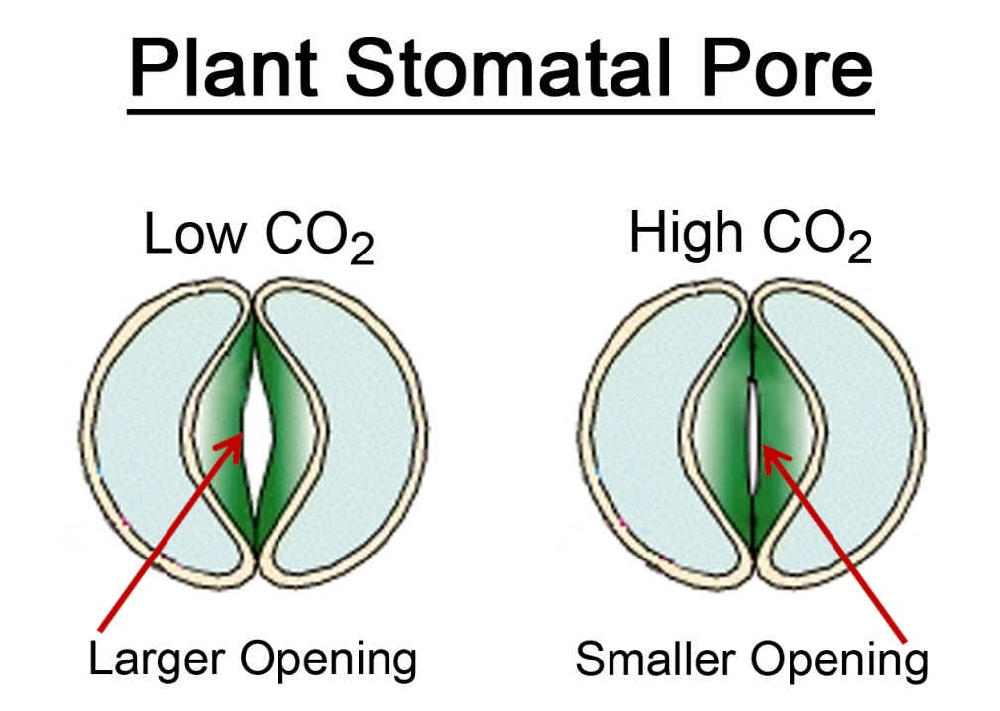 Plant Stomatal Pore
Low CO₂
High CO₂
Larger Opening
Smaller Opening